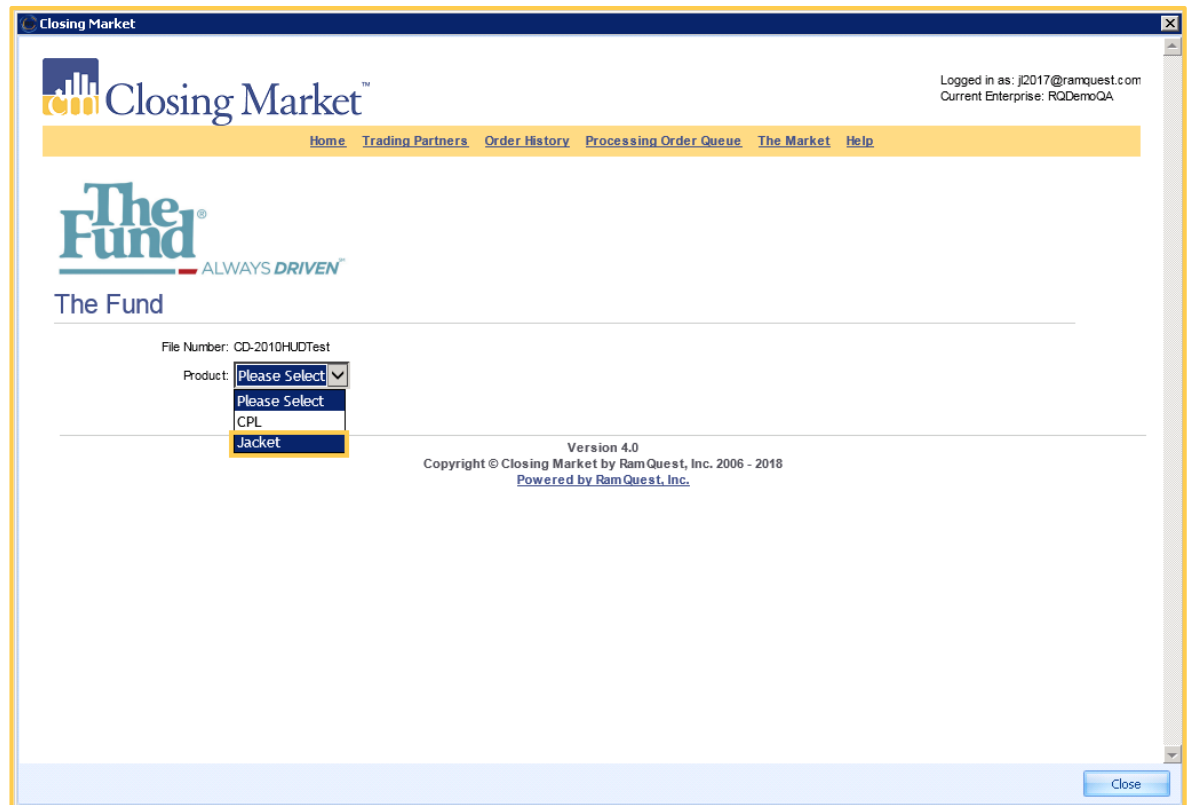 Closing Market
cm Closing Market™
Logged in as: jl2017@ramquest.com
Current Enterprise: RQDemoQA
Home Trading Partners Order History Processing Order Queue The Market Help
The
Fund®
ALWAYS DRIVEN℠
The Fund
File Number: CD-2010HUDTest
Product: Please Select
Please Select
CPL
Jacket
Version 4.0
Copyright © Closing Market by RamQuest, Inc. 2006 - 2018
Powered by RamQuest, Inc.
Close